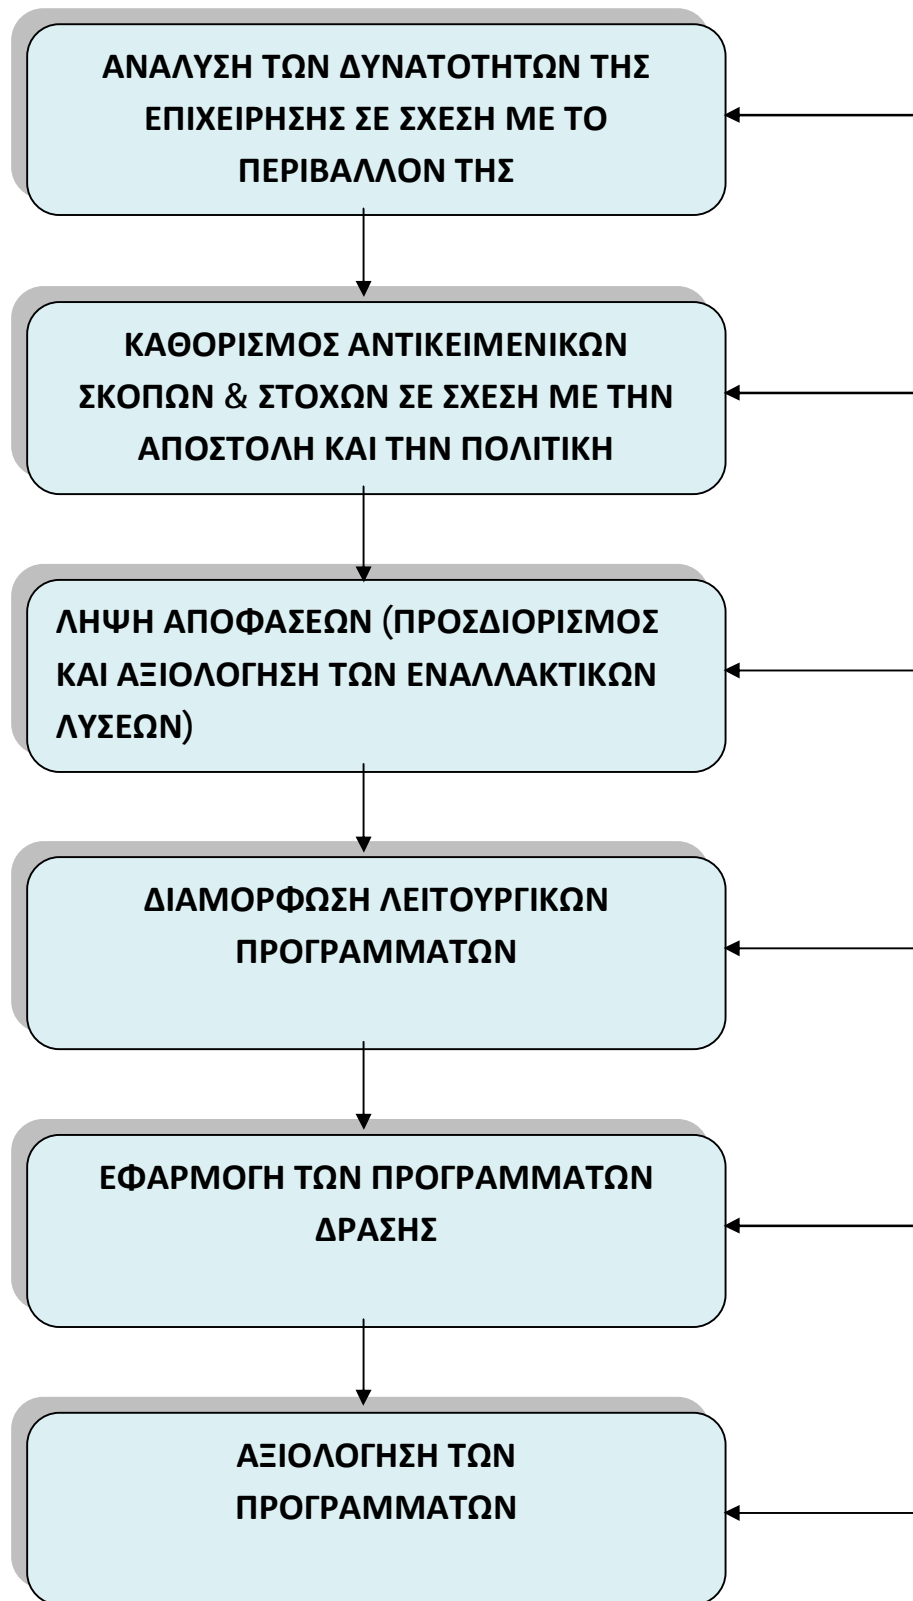 ΑΝΑΛΥΣΗ ΤΩΝ ΔΥΝΑΤΟΤΗΤΩΝ ΤΗΣ
ΕΠΙΧΕΙΡΗΣΗΣ ΣΕ ΣΧΕΣΗ ΜΕ ΤΟ
ΠΕΡΙΒΑΛΛΟΝ ΤΗΣ
ΚΑΘΟΡΙΣΜΟΣ ΑΝΤΙΚΕΙΜΕΝΙΚΩΝ
ΣΚΟΠΩΝ & ΣΤΟΧΩΝ ΣΕ ΣΧΕΣΗ ΜΕ ΤΗΝ
ΑΠΟΣΤΟΛΗ ΚΑΙ ΤΗΝ ΠΟΛΙΤΙΚΗ
ΛΗΨΗ ΑΠΟΦΑΣΕΩΝ (ΠΡΟΣΔΙΟΡΙΣΜΟΣ
ΚΑΙ ΑΞΙΟΛΟΓΗΣΗ ΤΩΝ ΕΝΑΛΛΑΚΤΙΚΩΝ
ΛΥΣΕΩΝ)
ΔΙΑΜΟΡΦΩΣΗ ΛΕΙΤΟΥΡΓΙΚΩΝ
ΠΡΟΓΡΑΜΜΑΤΩΝ
ΕΦΑΡΜΟΓΗ ΤΩΝ ΠΡΟΓΡΑΜΜΑΤΩΝ
ΔΡΑΣΗΣ
ΑΞΙΟΛΟΓΗΣΗ ΤΩΝ
ΠΡΟΓΡΑΜΜΑΤΩΝ